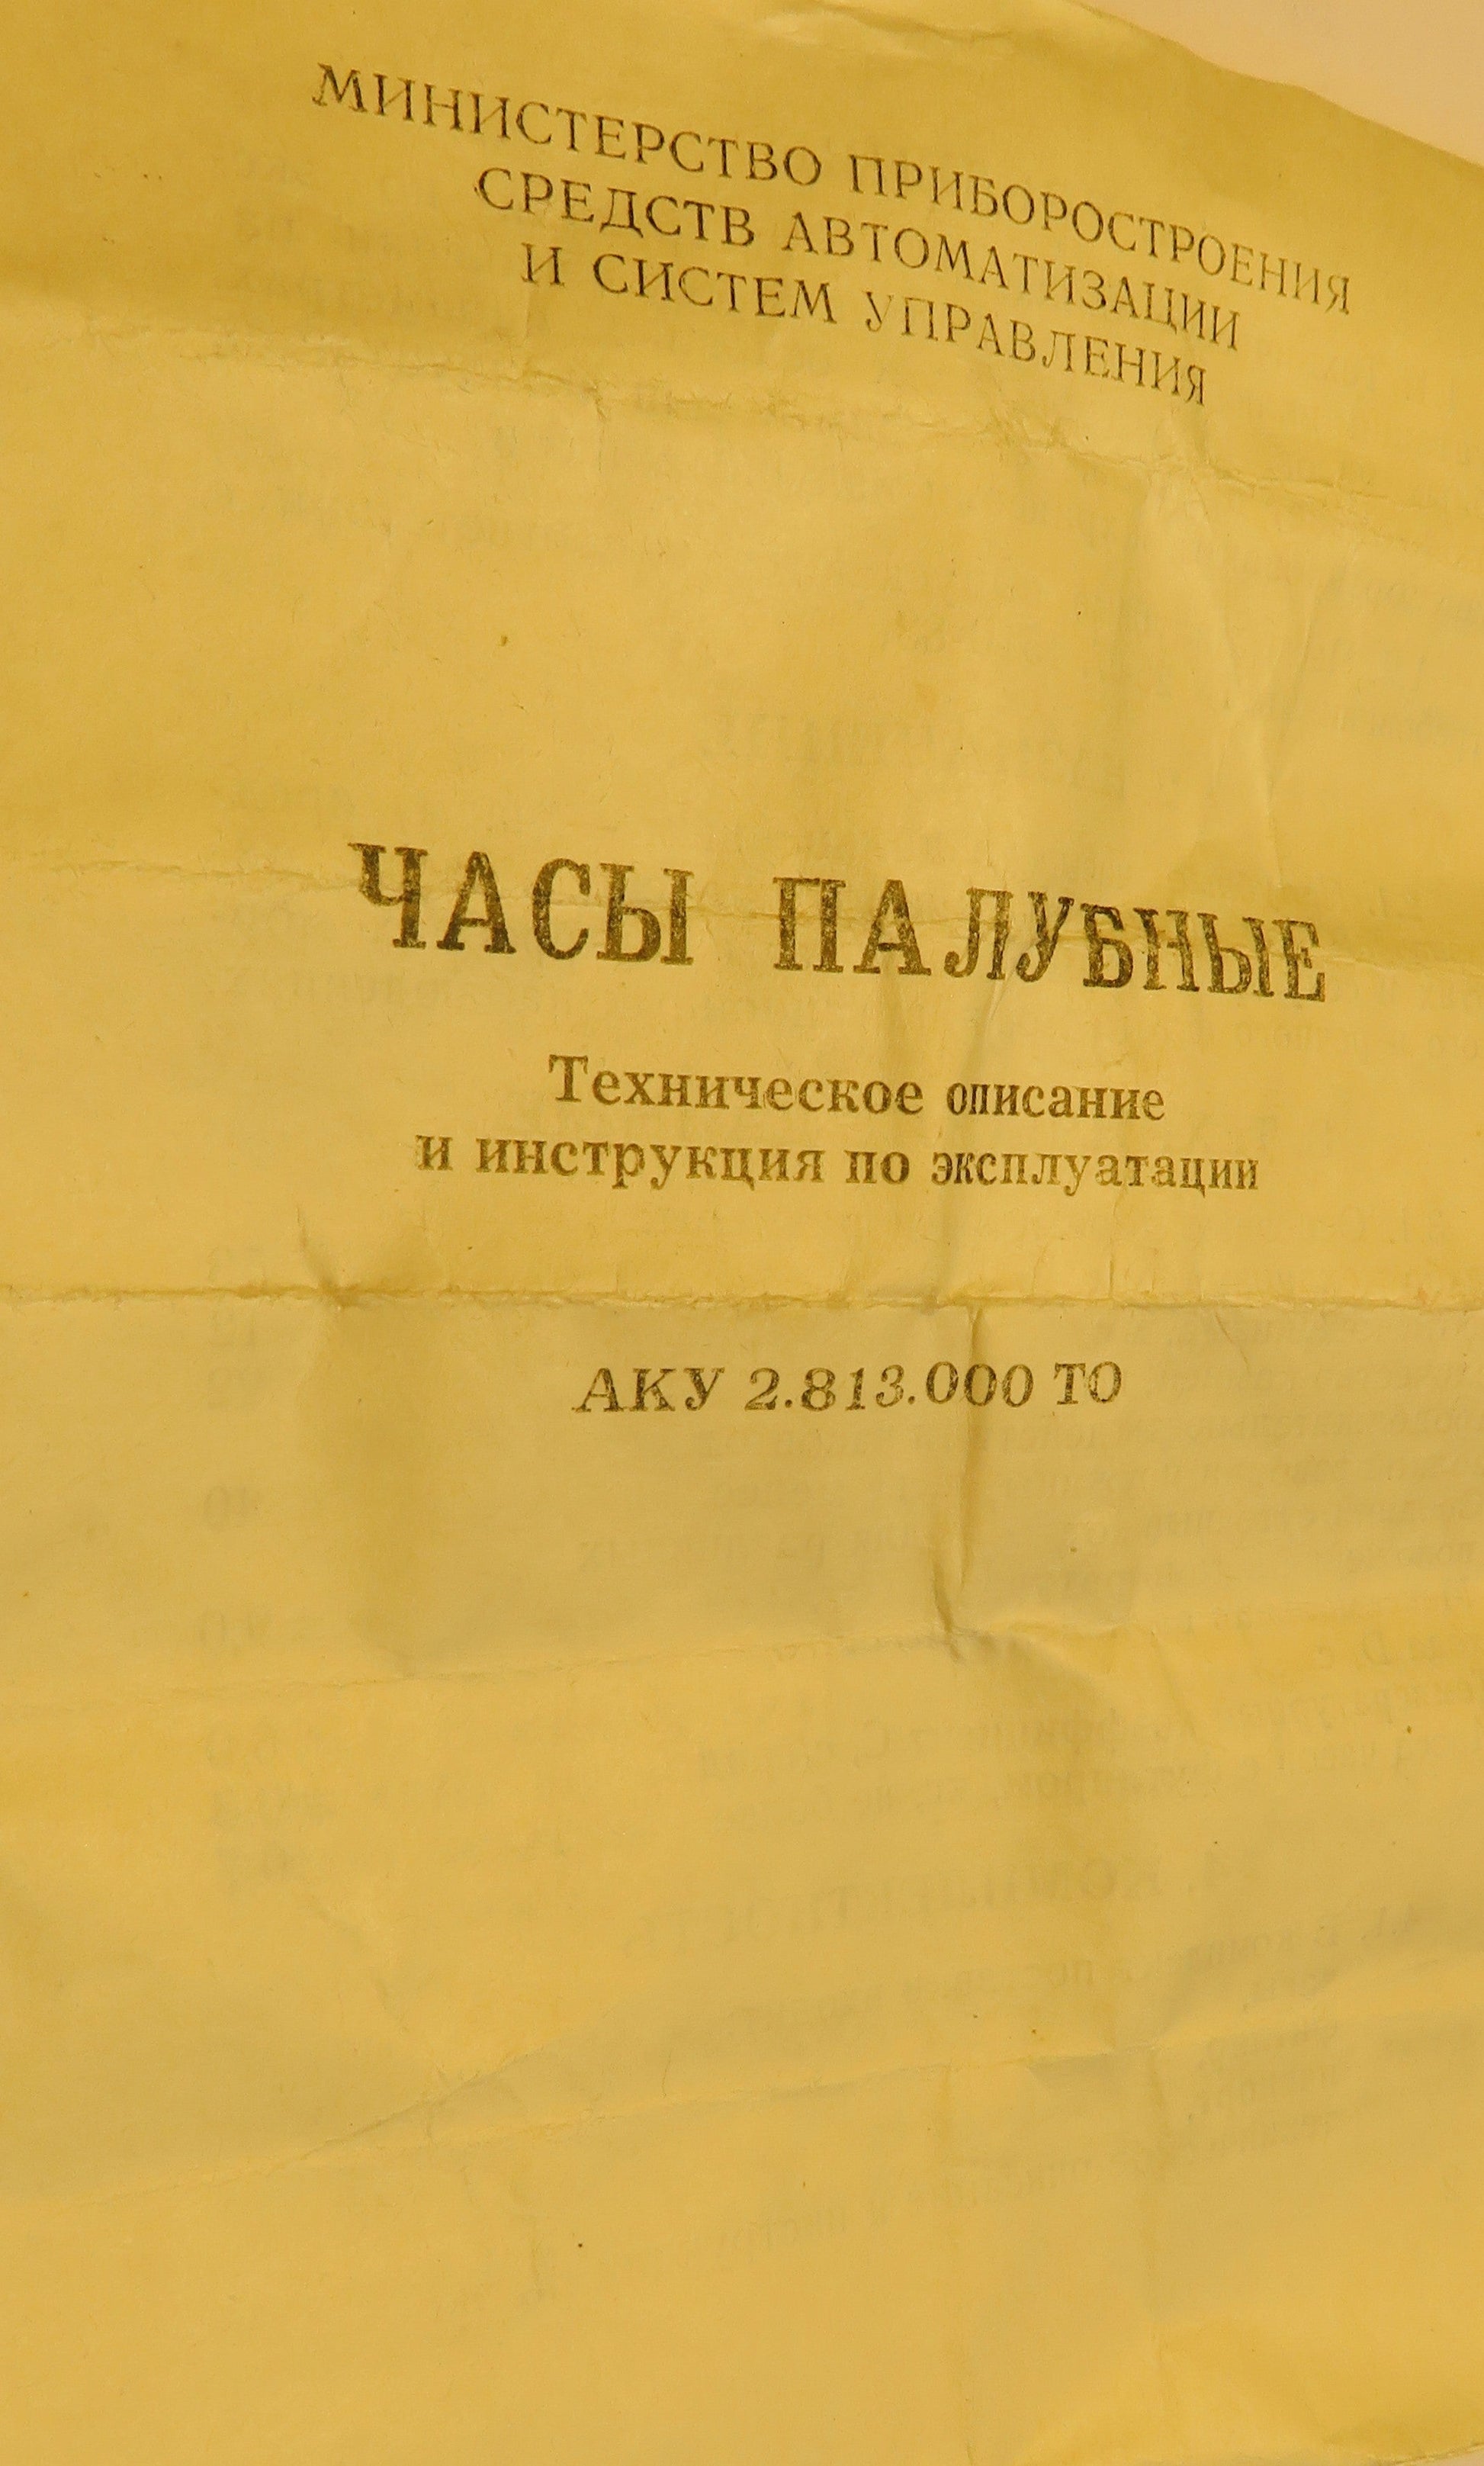 МИНИСТЕРСТВО ПРИБОРОСТРОЕНИЯ
СРЕДСТВ АВТОМАТИЗАЦИИ
И СИСТЕМ УПРАВЛЕНИЯ
ЧАСЫ ПАЛУБНЫЕ
Техническое описание
и инструкция по эксплуатации
АКУ 2.813.000 ТО